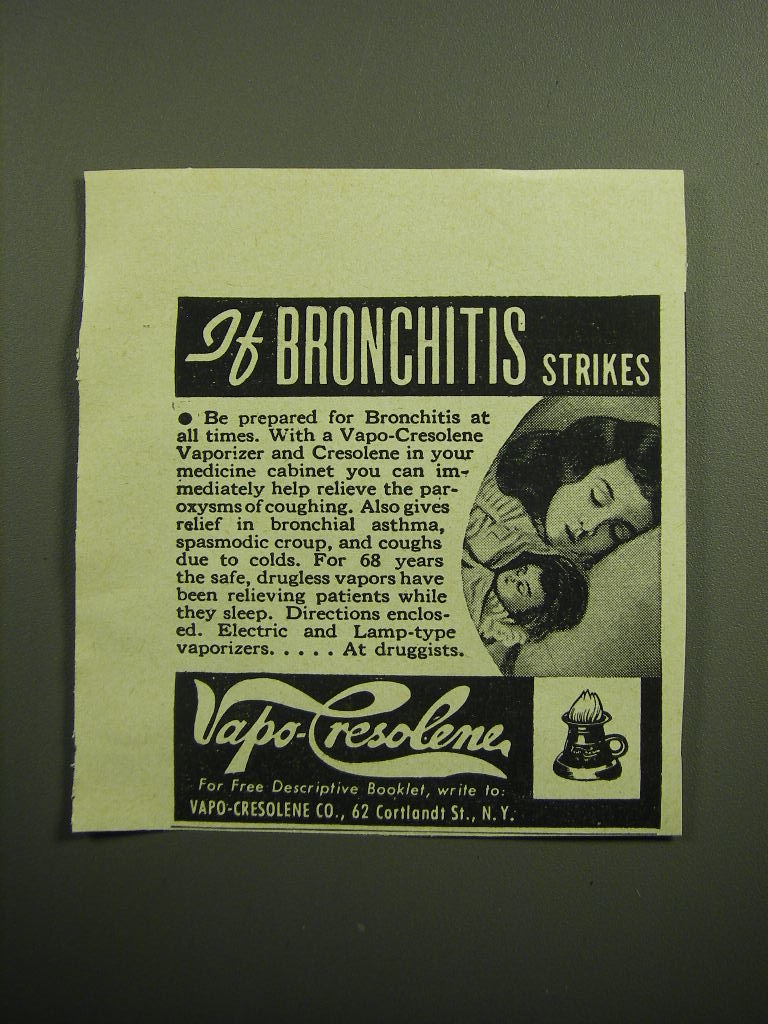 If BRONCHITIS STRIKES
● Be prepared for Bronchitis at
all times. With a Vapo-Cresolene
Vaporizer and Cresolene in your
medicine cabinet you can im-
mediately help relieve the par-
oxysms of coughing. Also gives
relief in bronchial asthma,
spasmodic croup, and coughs
due to colds. For 68 years
the safe, drugless vapors have
been relieving patients while
they sleep. Directions enclos-
ed. Electric and Lamp-type
vaporizers. . . . . At druggists.
Vapo-Cresolene
For Free Descriptive Booklet, write to:
VAPO-CRESOLENE CO., 62 Cortlandt St., N.Y.